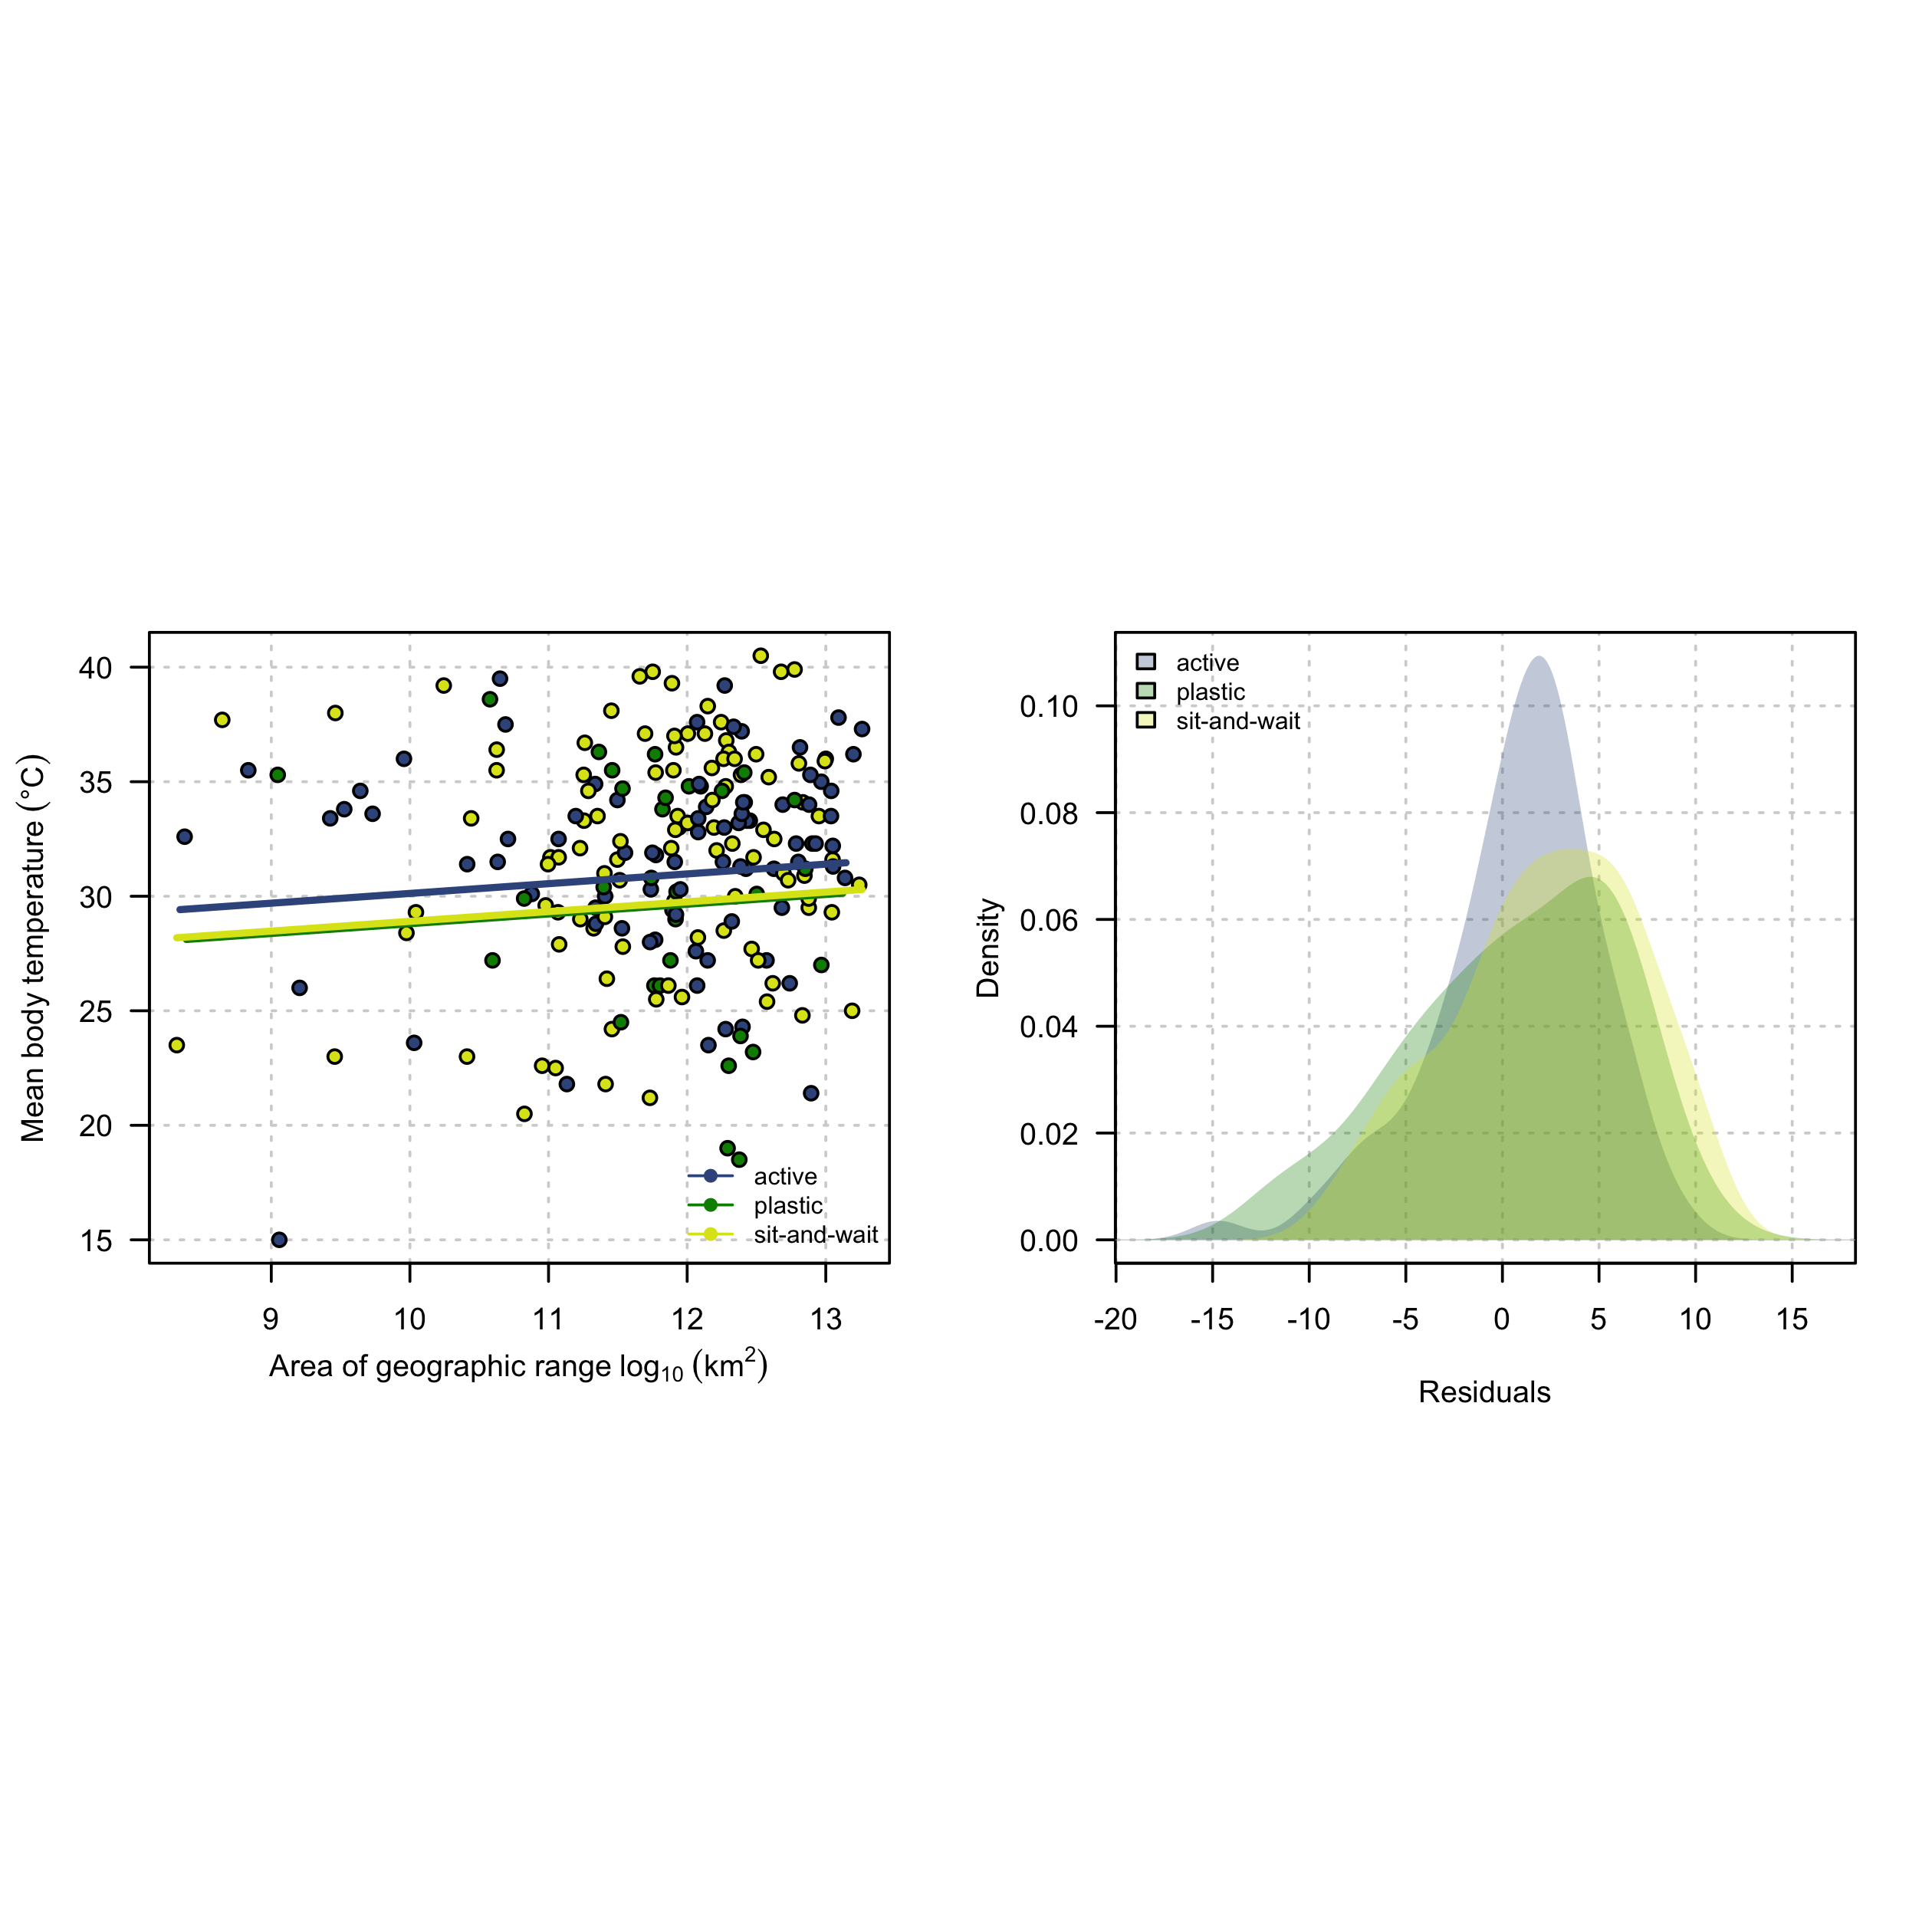 40
35
30
25
20
15
Mean body temperature (°C)
active
plastic
sit-and-wait
9 10 11 12 13
Area of geographic range log₁₀ (km²)
active
plastic
sit-and-wait
0.10
0.08
0.06
0.04
0.02
0.00
Density
-20 -15 -10 -5 0 5 10 15
Residuals